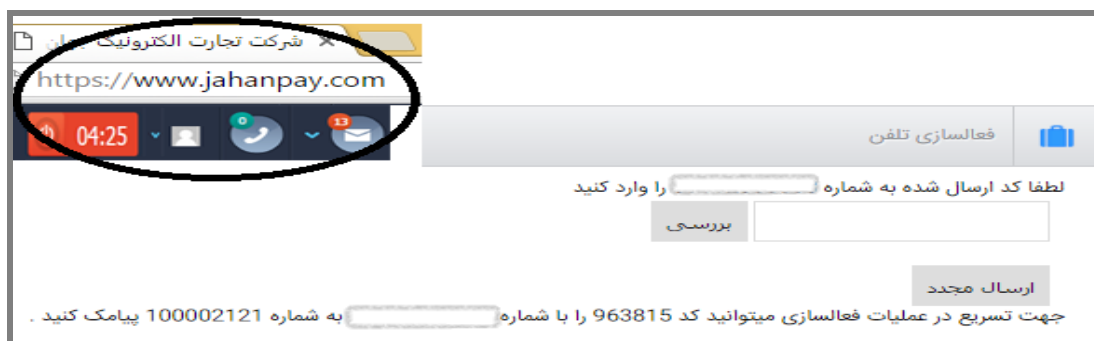 شرکت تجارت الکترونیک جهان
https://www.jahanpay.com
04:25
0
13
فعالسازی تلفن
لطفا کد ارسال شده به شماره را وارد کنید
بررسی
ارسال مجدد
جهت تسریع در عملیات فعالسازی میتوانید کد 963815 را با شماره به شماره 100002121 پیامک کنید .